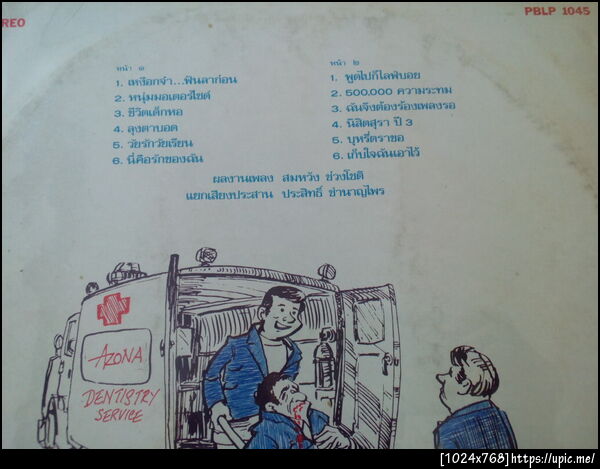 REO
PBLP 1045
หน้า ๑
1. เหงือกจ๋า...ฟันลาก่อน
2. หนุ่มมอเตอร์ไซด์
3. ชีวิตเด็กหอ
4. ลุงตาบอด
5. วัยรักวัยเรียน
6. นี่คือรักของฉัน
หน้า ๒
1. พูดไปก็ไลฟ์บอย
2. 500,000 ความระทม
3. ฉันจึงต้องร้องเพลงรอ
4. นิสิตสุรา ปี 3
5. บุหรี่ตราขอ
6. เก็บใจฉันเอาไว้
ผลงานเพลง สมหวัง ช่วงโชติ
แยกเสียงประสาน ประสิทธิ์ ชำนาญไพร
AZONA
DENTISTRY
SERVICE
[1024x768]https://upic.me/